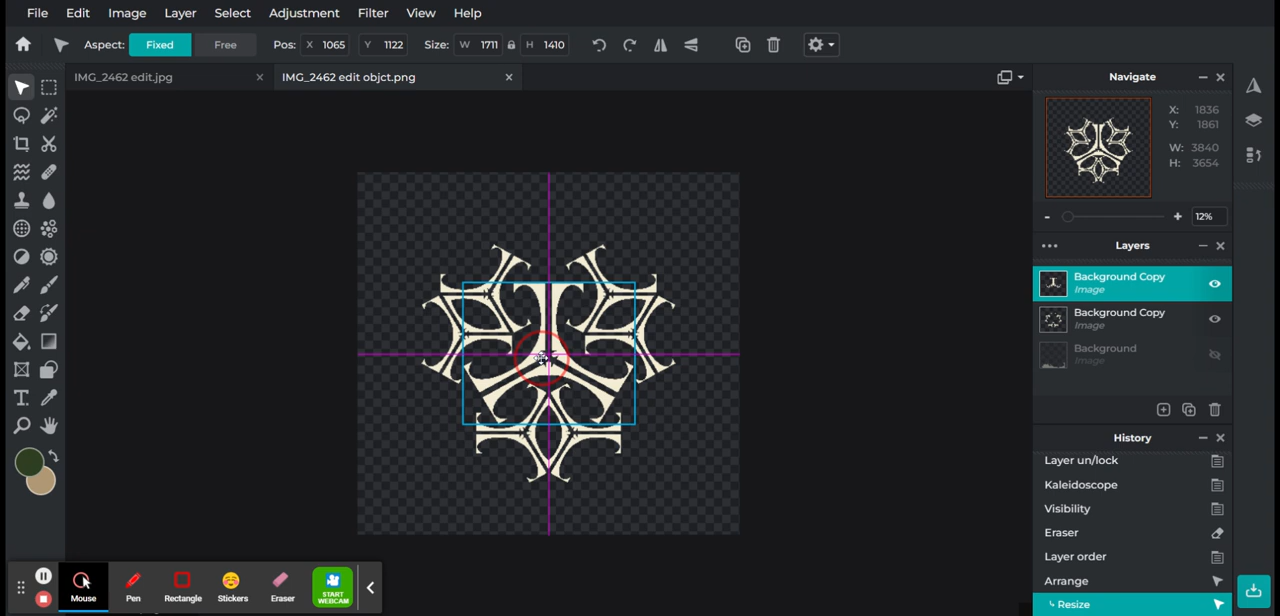 File Edit Image Layer Select Adjustment Filter View Help
Aspect: Fixed Free Pos: X 1065 Y 1122 Size: W 1711 H 1410
IMG_2462 edit.jpg × IMG_2462 edit objct.png ×
Navigate
X: 1836
Y: 1861
W: 3840
H: 3654
- + 12%
Layers
Background Copy
Image
Background Copy
Image
Background
Image
History
Layer un/lock
Kaleidoscope
Visibility
Eraser
Layer order
Arrange
Resize
Mouse Pen Rectangle Stickers Eraser START
WEBCAM